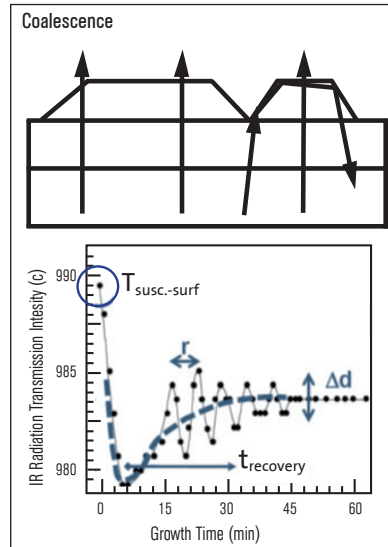 Coalescence
990
985
980
IR Radiation Transmission Intesity (c)
T susc.-surf
r
Δd
t recovery
0 15 30 45 60
Growth Time (min)